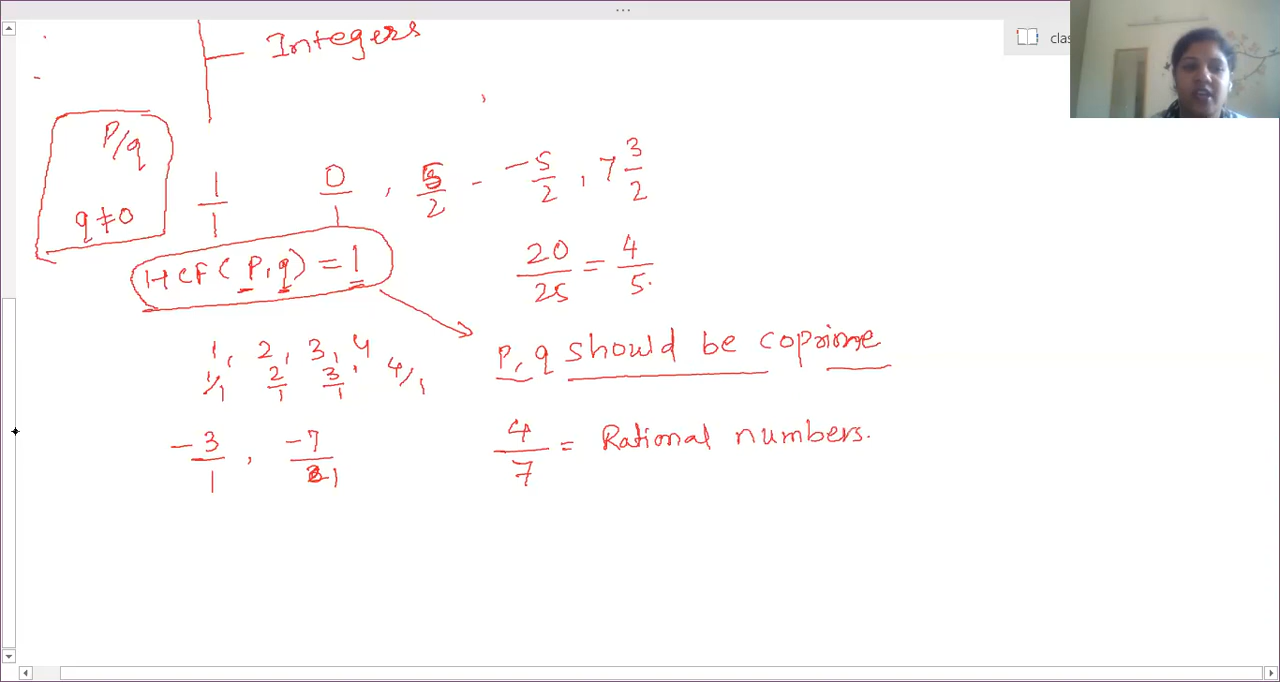 Integers
clas
P/q
q ≠ 0
1/1 0/1 , 5/2 - -5/2 , 7 3/2
HCF ( P, q ) = 1
20/25 = 4/5.
P, q should be coprime
1, 2, 3, 4
1/1 2/1 3/1, 4/1
-3/1 , -7/1
4/7 = Rational numbers.